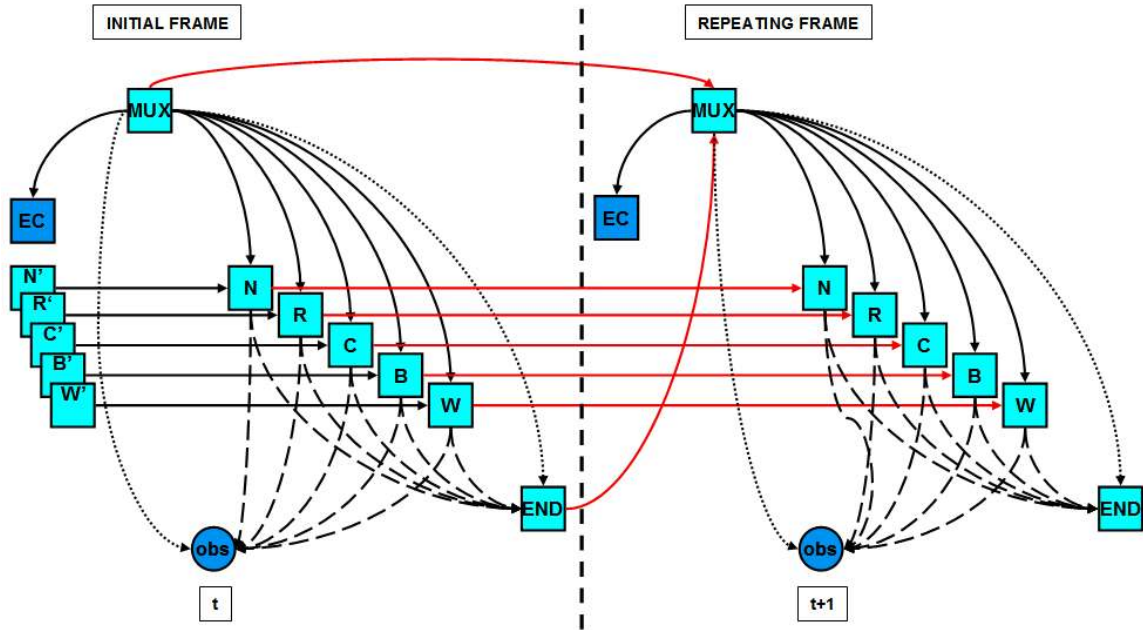 INITIAL FRAME
REPEATING FRAME
MUX
MUX
EC
EC
N'
N
N
R'
R
R
C'
C
C
B'
B
B
W'
W
W
END
END
obs
obs
t
t+1